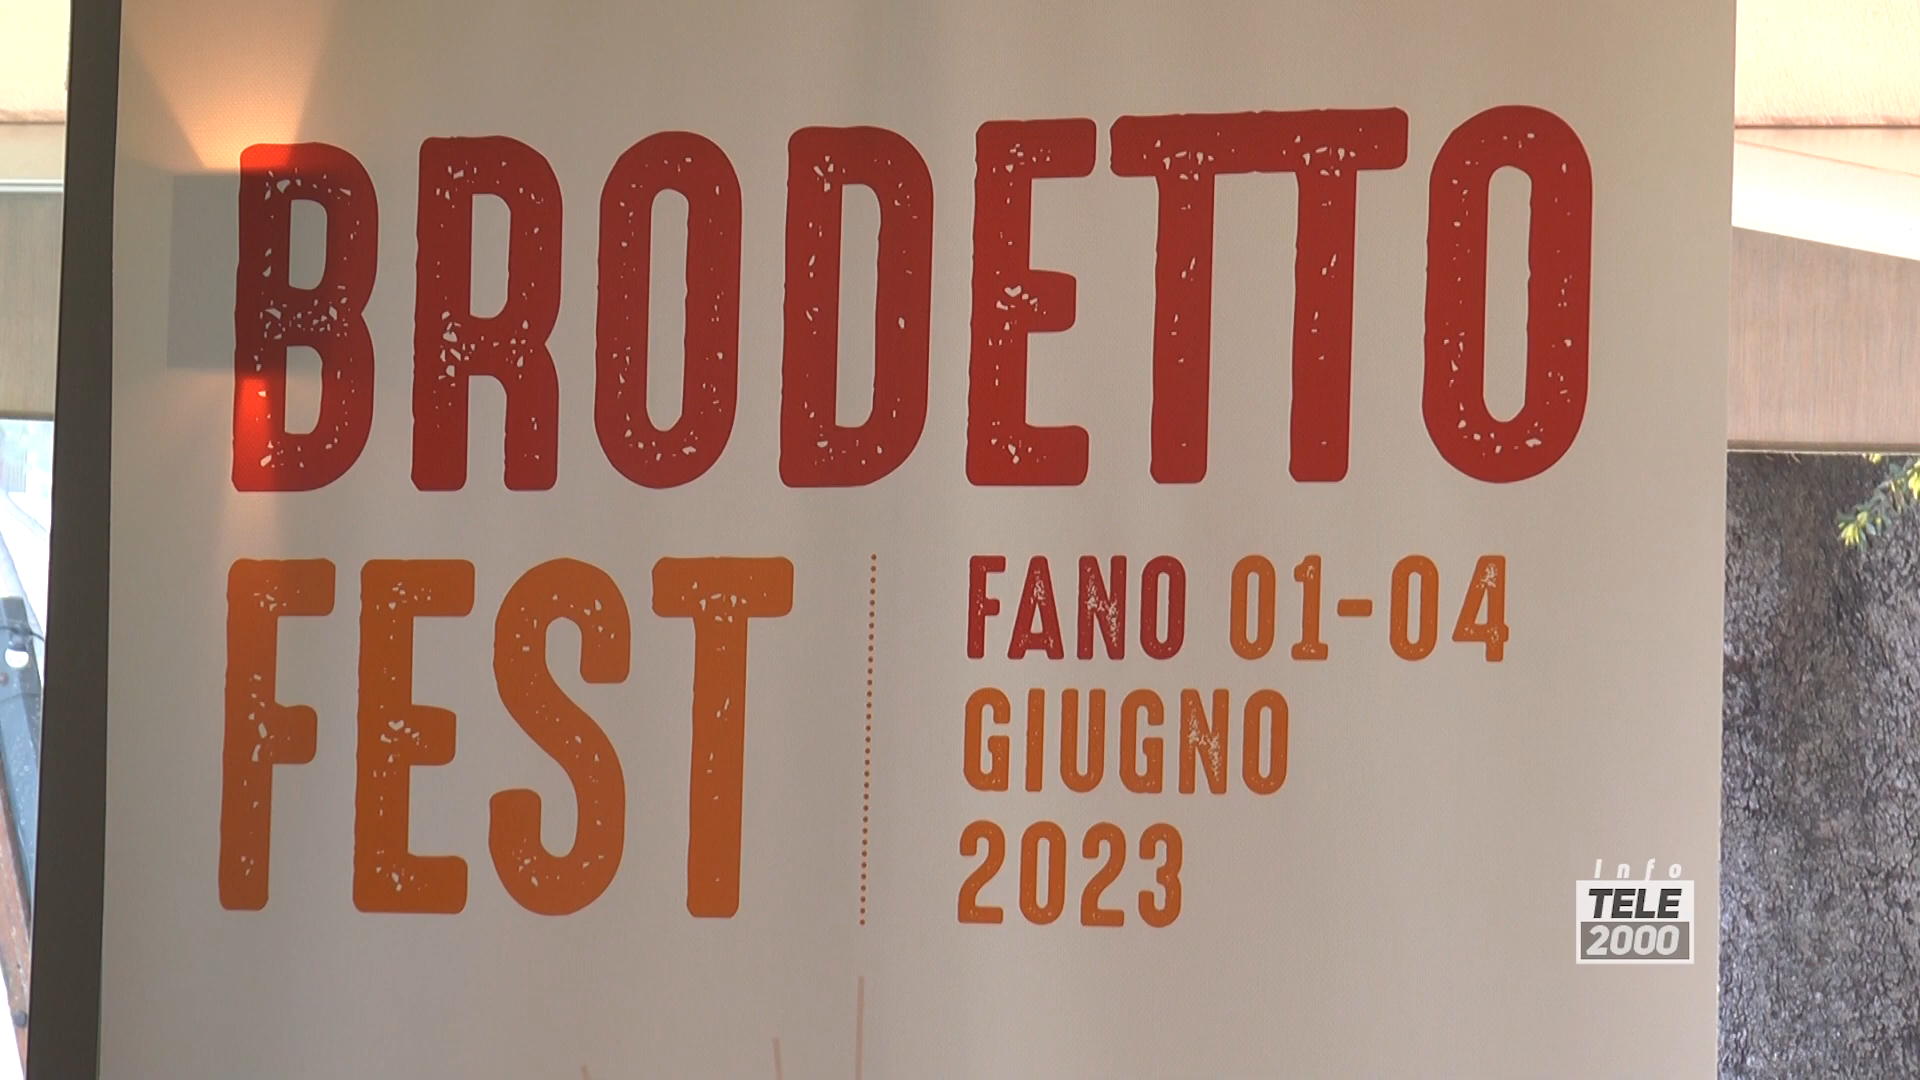 BRODETTO
FEST
FANO 01-04
GIUGNO
2023
Info
TELE
2000